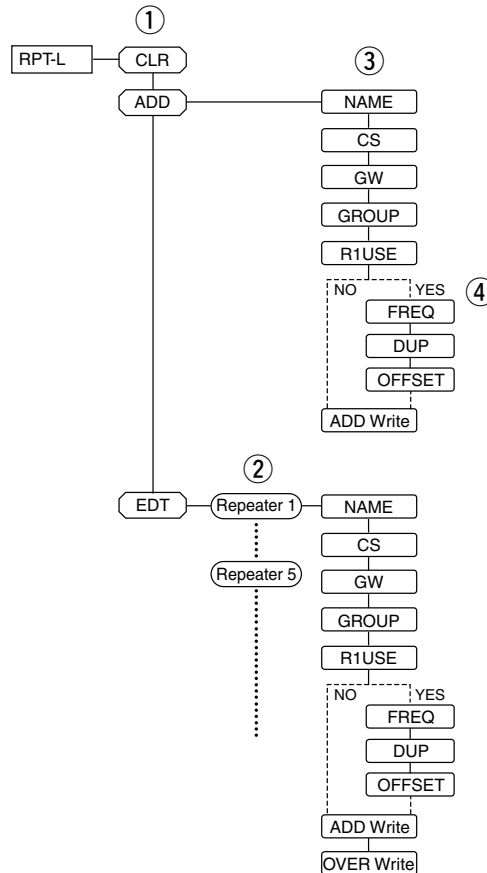 ①
RPT-L
CLR
③
ADD
NAME
CS
GW
GROUP
R1USE
NO
YES
④
FREQ
DUP
OFFSET
ADD Write
②
EDT
Repeater 1
NAME
CS
Repeater 5
GW
GROUP
R1USE
NO
YES
FREQ
DUP
OFFSET
ADD Write
OVER Write